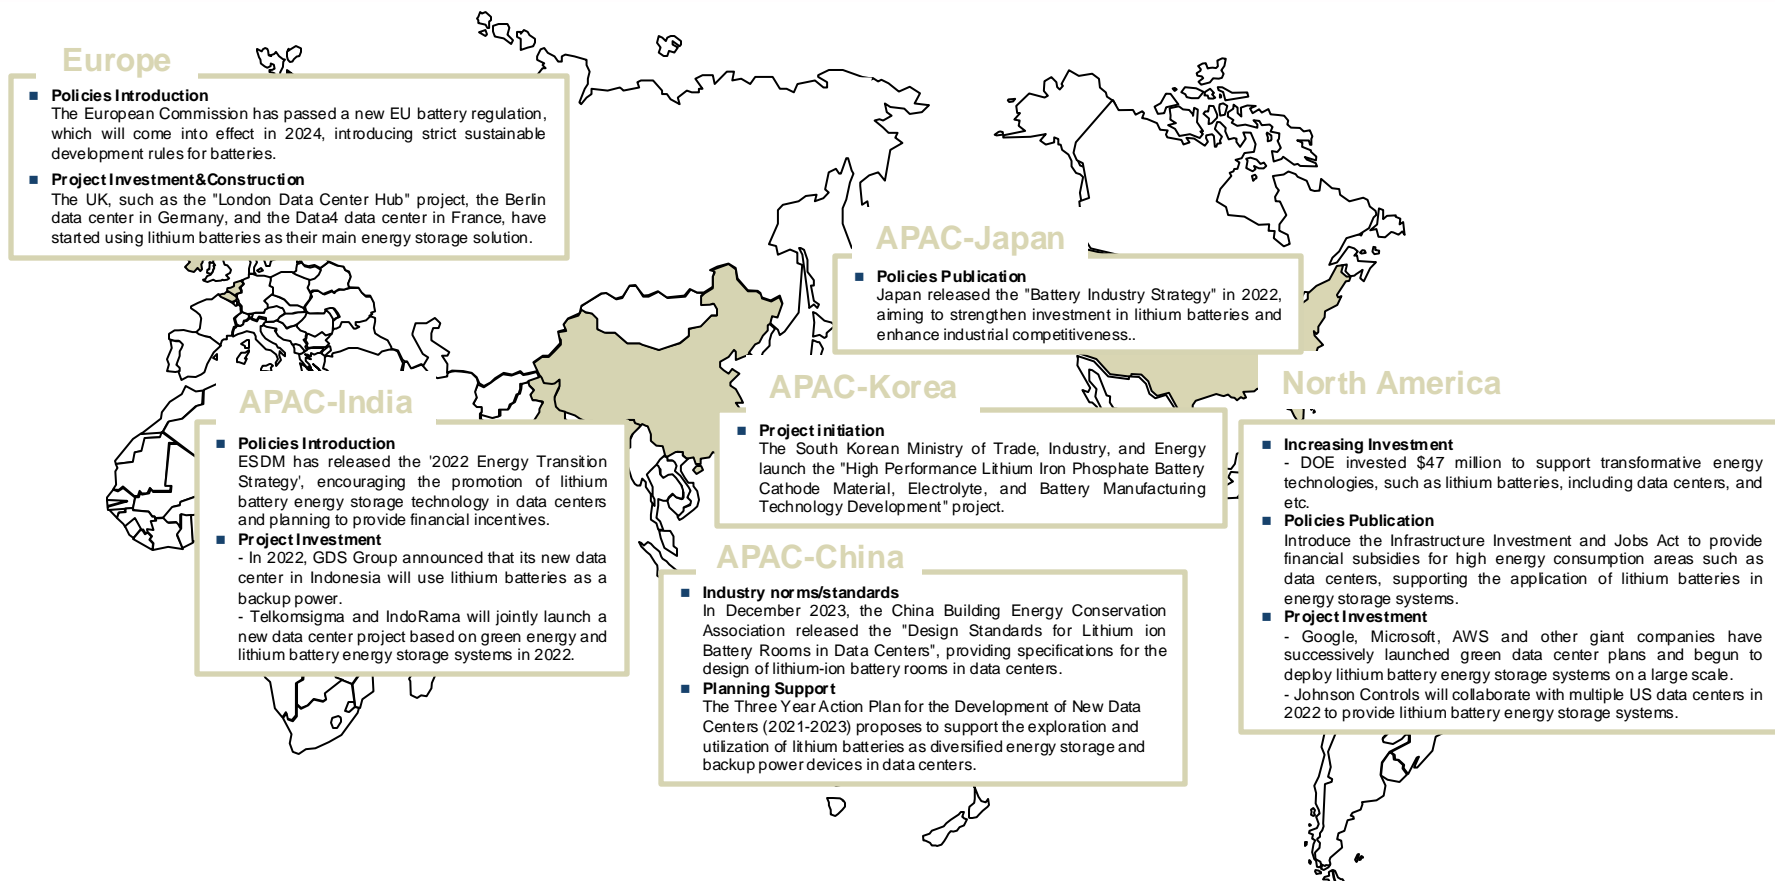 Europe
Policies Introduction
The European Commission has passed a new EU battery regulation,
which will come into effect in 2024, introducing strict sustainable
development rules for batteries.
Project Investment&Construction
The UK, such as the "London Data Center Hub" project, the Berlin
data center in Germany, and the Data4 data center in France, have
started using lithium batteries as their main energy storage solution.
APAC-Japan
Policies Publication
Japan released the "Battery Industry Strategy" in 2022,
aiming to strengthen investment in lithium batteries and
enhance industrial competitiveness..
APAC-India
Policies Introduction
ESDM has released the '2022 Energy Transition
Strategy', encouraging the promotion of lithium
battery energy storage technology in data centers
and planning to provide financial incentives.
Project Investment
- In 2022, GDS Group announced that its new data
center in Indonesia will use lithium batteries as a
backup power.
- Telkomsigma and IndoRama will jointly launch a
new data center project based on green energy and
lithium battery energy storage systems in 2022.
APAC-Korea
Project initiation
The South Korean Ministry of Trade, Industry, and Energy
launch the "High Performance Lithium Iron Phosphate Battery
Cathode Material, Electrolyte, and Battery Manufacturing
Technology Development" project.
APAC-China
Industry norms/standards
In December 2023, the China Building Energy Conservation
Association released the "Design Standards for Lithium ion
Battery Rooms in Data Centers", providing specifications for the
design of lithium-ion battery rooms in data centers.
Planning Support
The Three Year Action Plan for the Development of New Data
Centers (2021-2023) proposes to support the exploration and
utilization of lithium batteries as diversified energy storage and
backup power devices in data centers.
North America
Increasing Investment
- DOE invested $47 million to support transformative energy
technologies, such as lithium batteries, including data centers, and
etc.
Policies Publication
Introduce the Infrastructure Investment and Jobs Act to provide
financial subsidies for high energy consumption areas such as
data centers, supporting the application of lithium batteries in
energy storage systems.
Project Investment
- Google, Microsoft, AWS and other giant companies have
successively launched green data center plans and begun to
deploy lithium battery energy storage systems on a large scale.
- Johnson Controls will collaborate with multiple US data centers in
2022 to provide lithium battery energy storage systems.